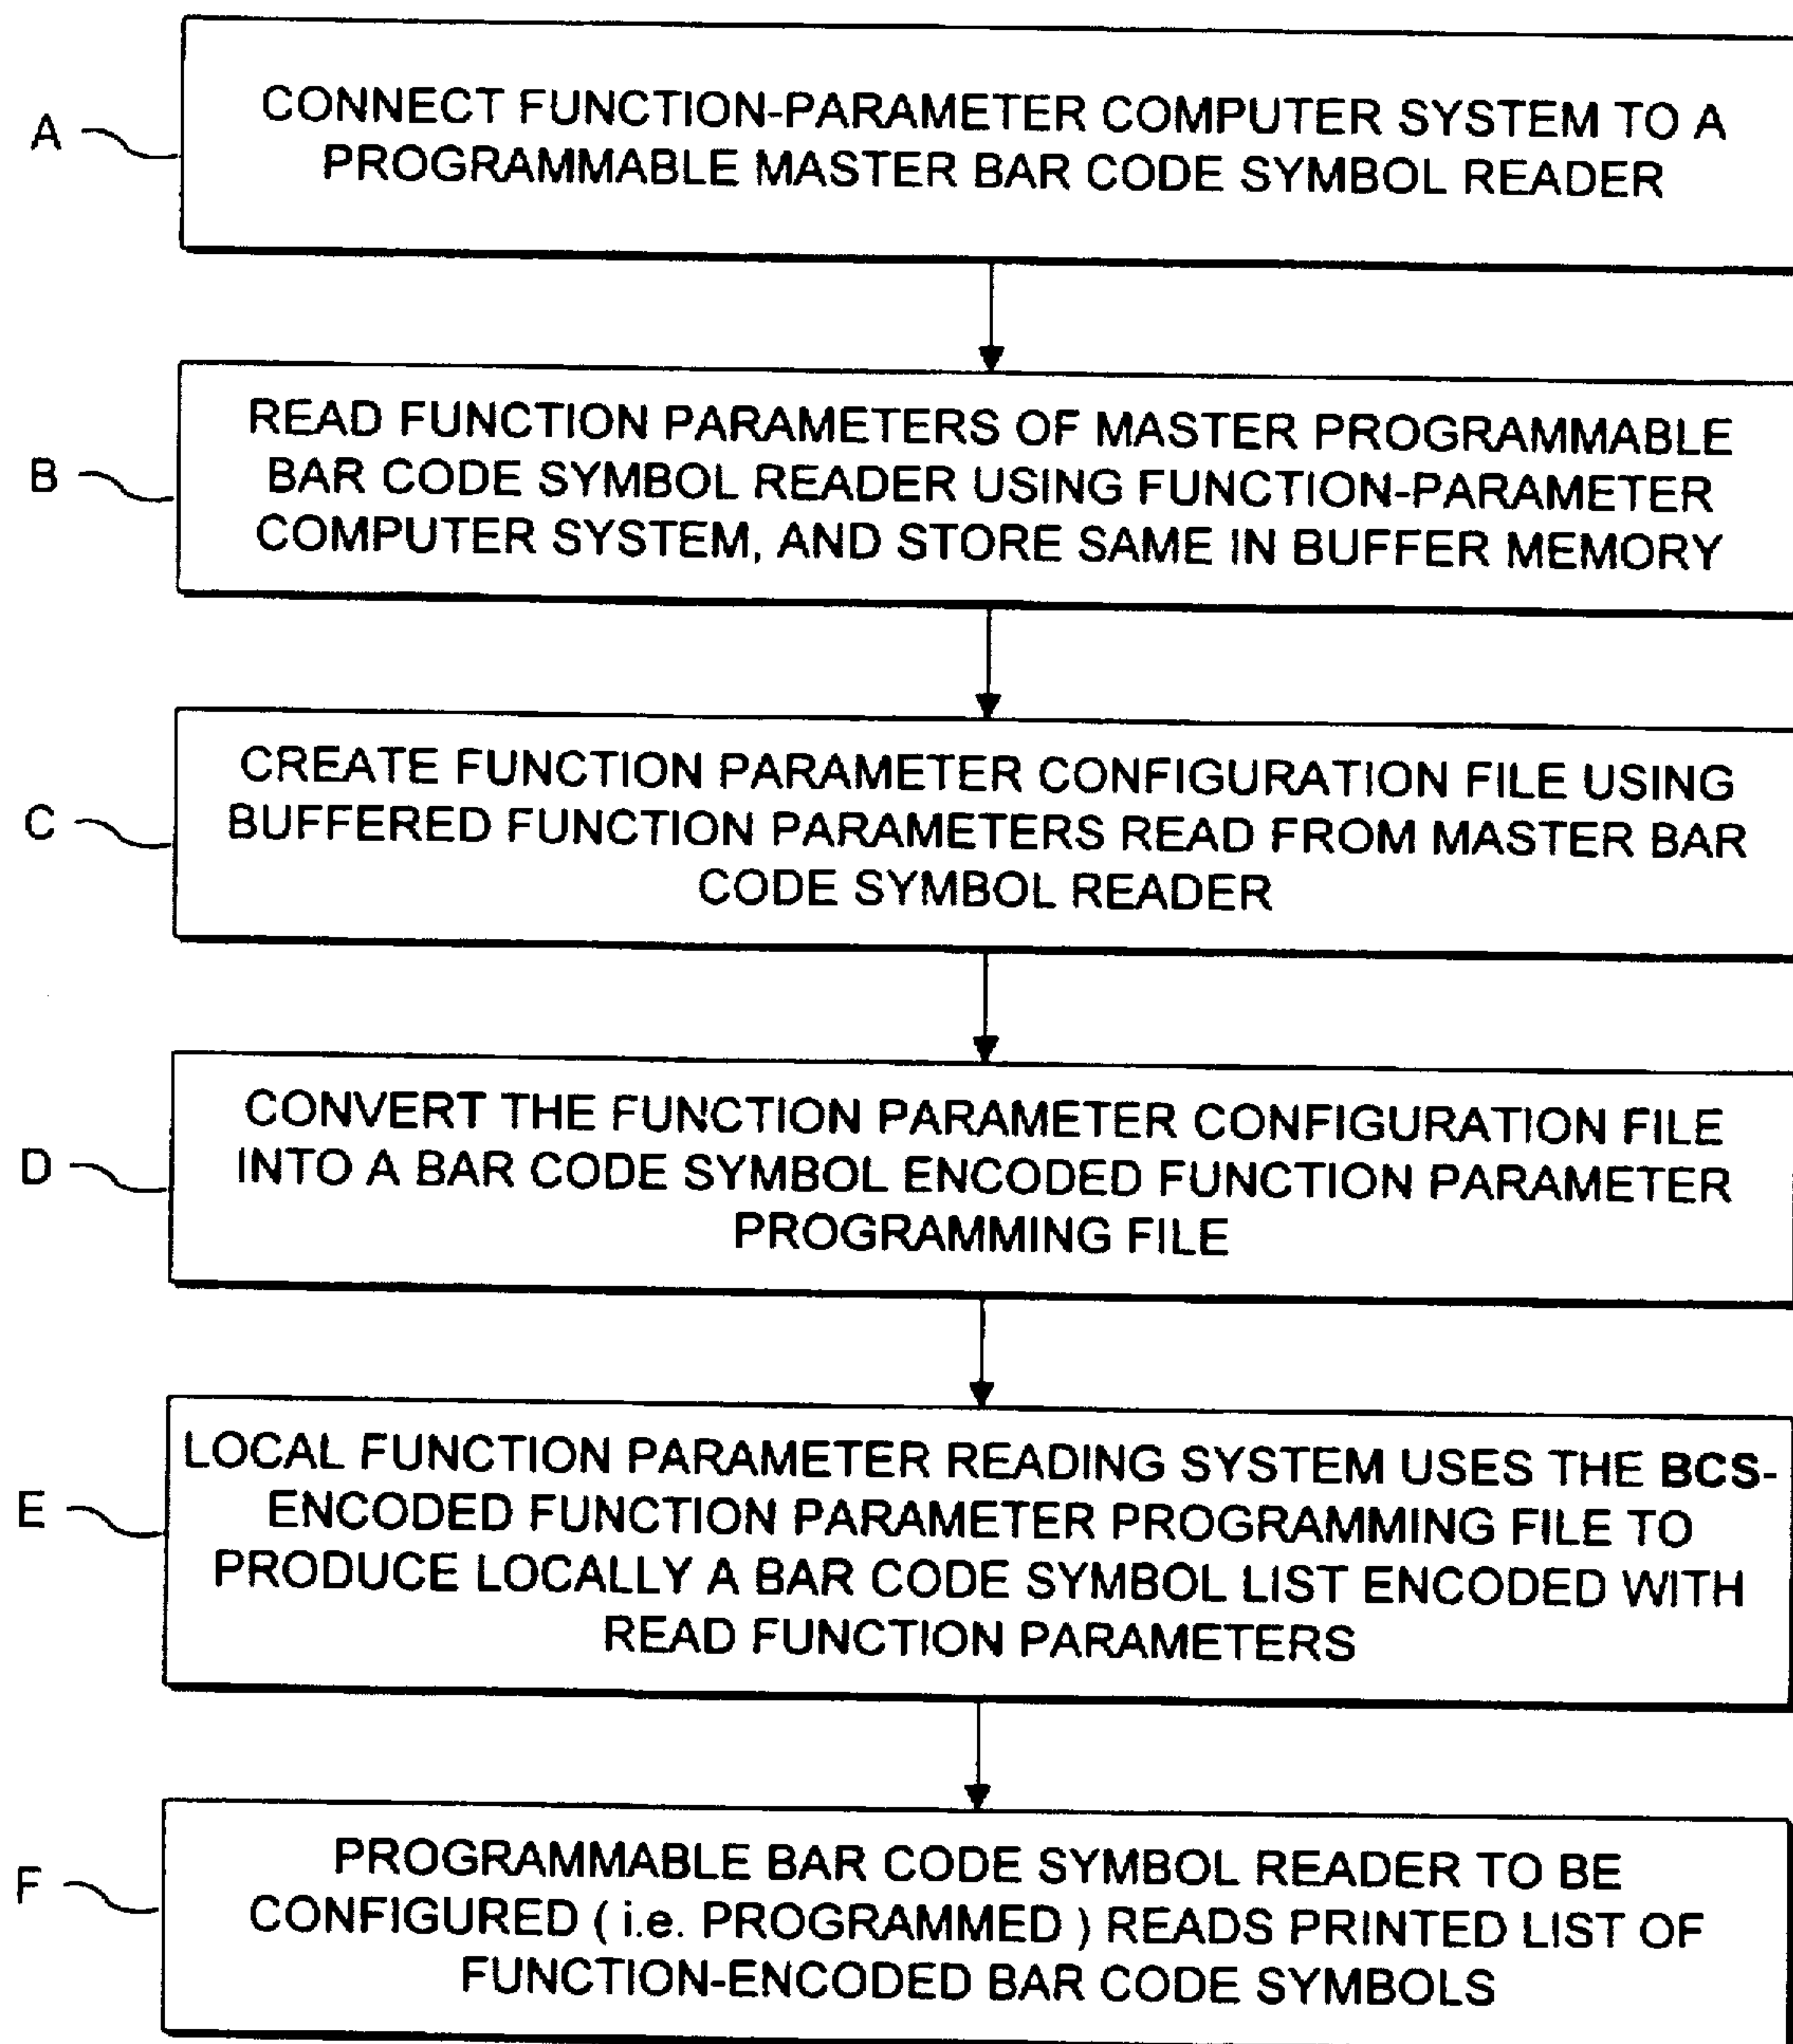 A
CONNECT FUNCTION-PARAMETER COMPUTER SYSTEM TO A
PROGRAMMABLE MASTER BAR CODE SYMBOL READER
B
READ FUNCTION PARAMETERS OF MASTER PROGRAMMABLE
BAR CODE SYMBOL READER USING FUNCTION-PARAMETER
COMPUTER SYSTEM, AND STORE SAME IN BUFFER MEMORY
C
CREATE FUNCTION PARAMETER CONFIGURATION FILE USING
BUFFERED FUNCTION PARAMETERS READ FROM MASTER BAR
CODE SYMBOL READER
D
CONVERT THE FUNCTION PARAMETER CONFIGURATION FILE
INTO A BAR CODE SYMBOL ENCODED FUNCTION PARAMETER
PROGRAMMING FILE
E
LOCAL FUNCTION PARAMETER READING SYSTEM USES THE BCS-
ENCODED FUNCTION PARAMETER PROGRAMMING FILE TO
PRODUCE LOCALLY A BAR CODE SYMBOL LIST ENCODED WITH
READ FUNCTION PARAMETERS
F
PROGRAMMABLE BAR CODE SYMBOL READER TO BE
CONFIGURED ( i.e. PROGRAMMED ) READS PRINTED LIST OF
FUNCTION-ENCODED BAR CODE SYMBOLS